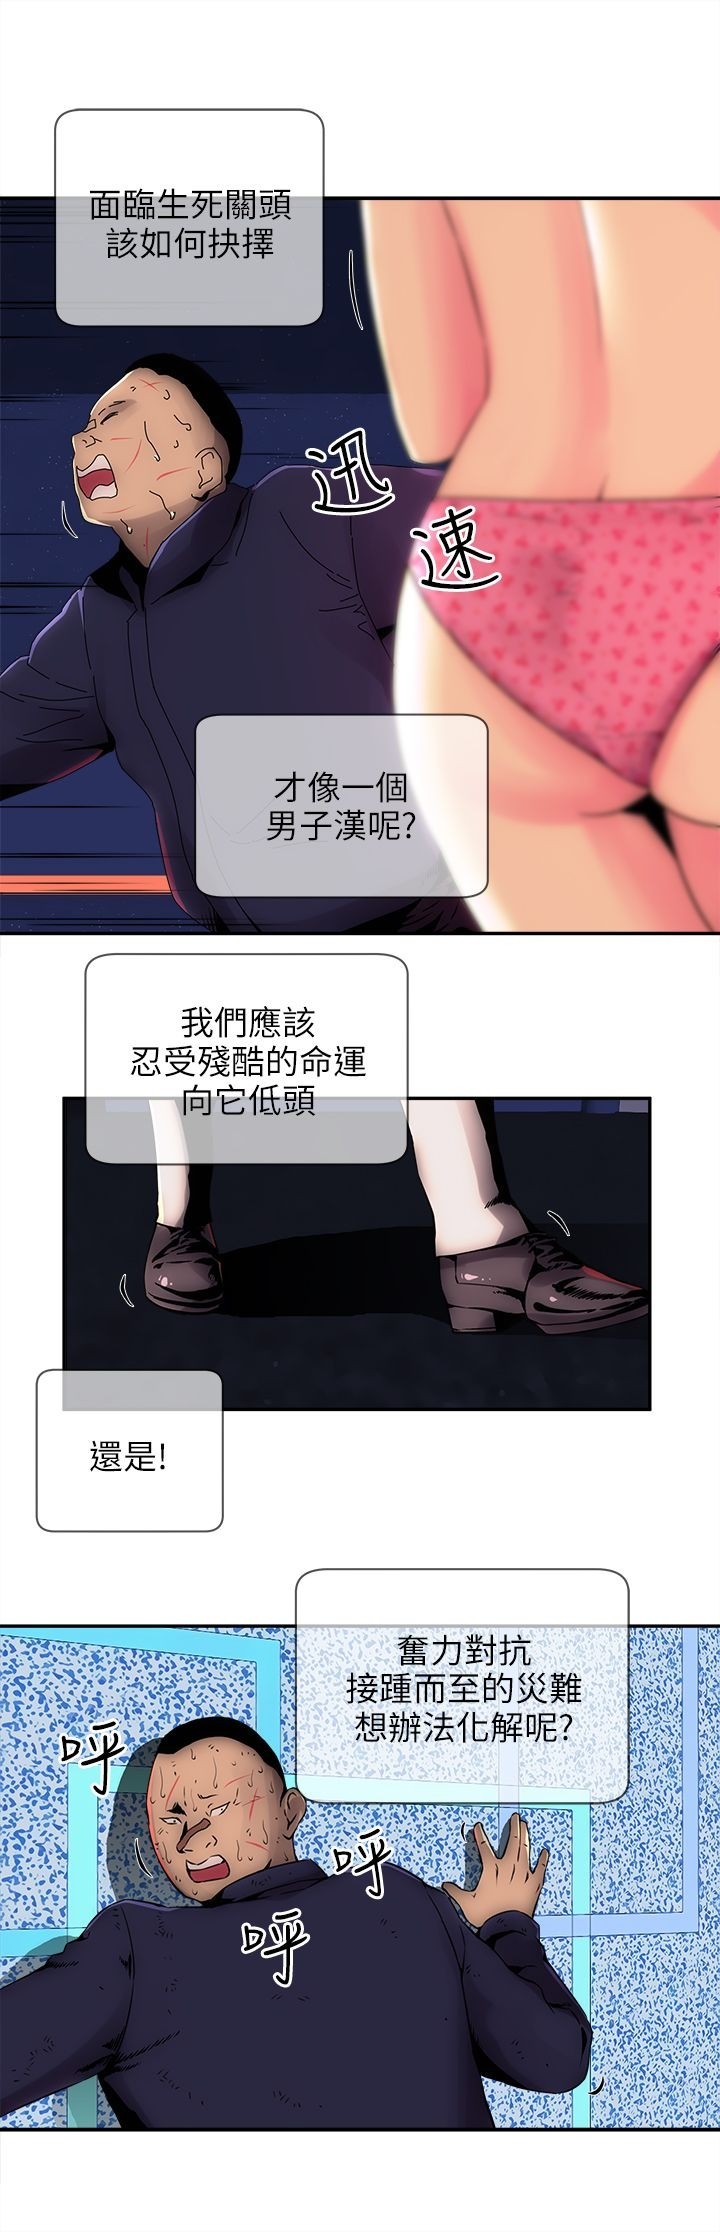 面臨生死關頭
該如何抉擇
迅
速
才像一個
男子漢呢?
我們應該
忍受殘酷的命運
向它低頭
還是!
奮力對抗
接踵而至的災難
想辦法化解呢?
呼
呼
呼